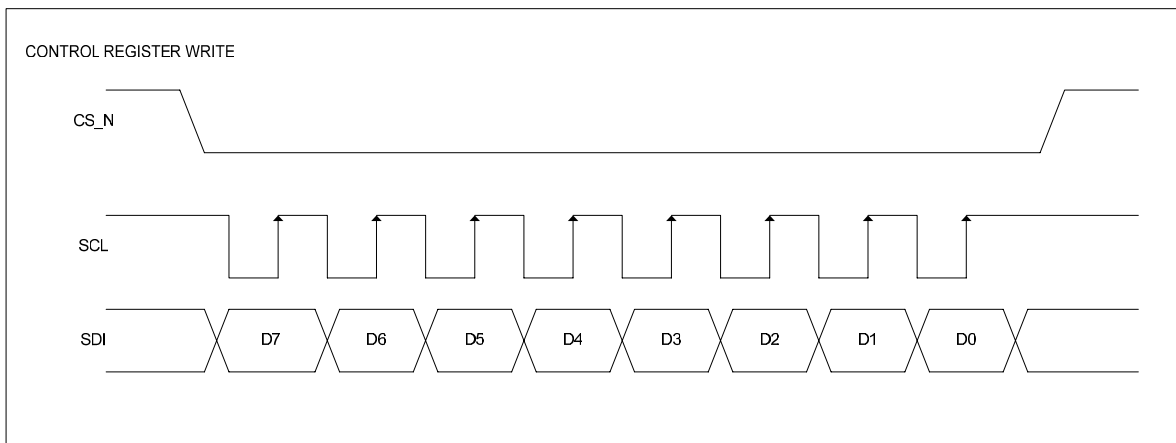 CONTROL REGISTER WRITE
CS_N
SCL
SDI
D7 D6 D5 D4 D3 D2 D1 D0